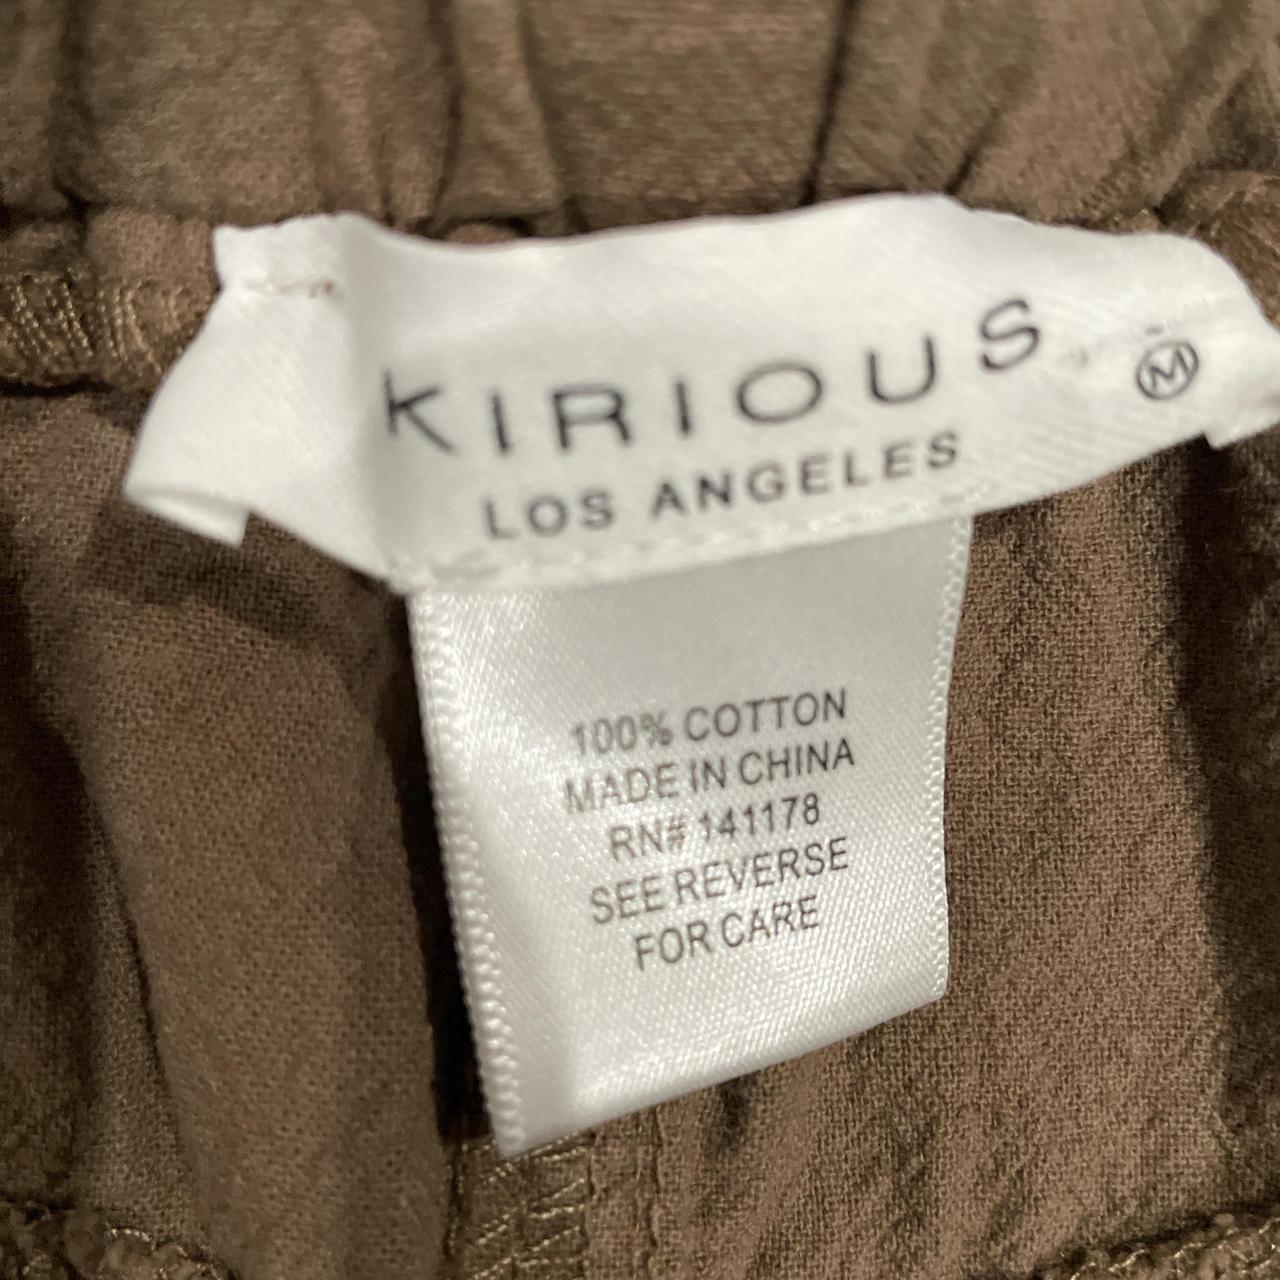 KIRIOUS M
LOS ANGELES
100% COTTON
MADE IN CHINA
RN# 141178
SEE REVERSE
FOR CARE